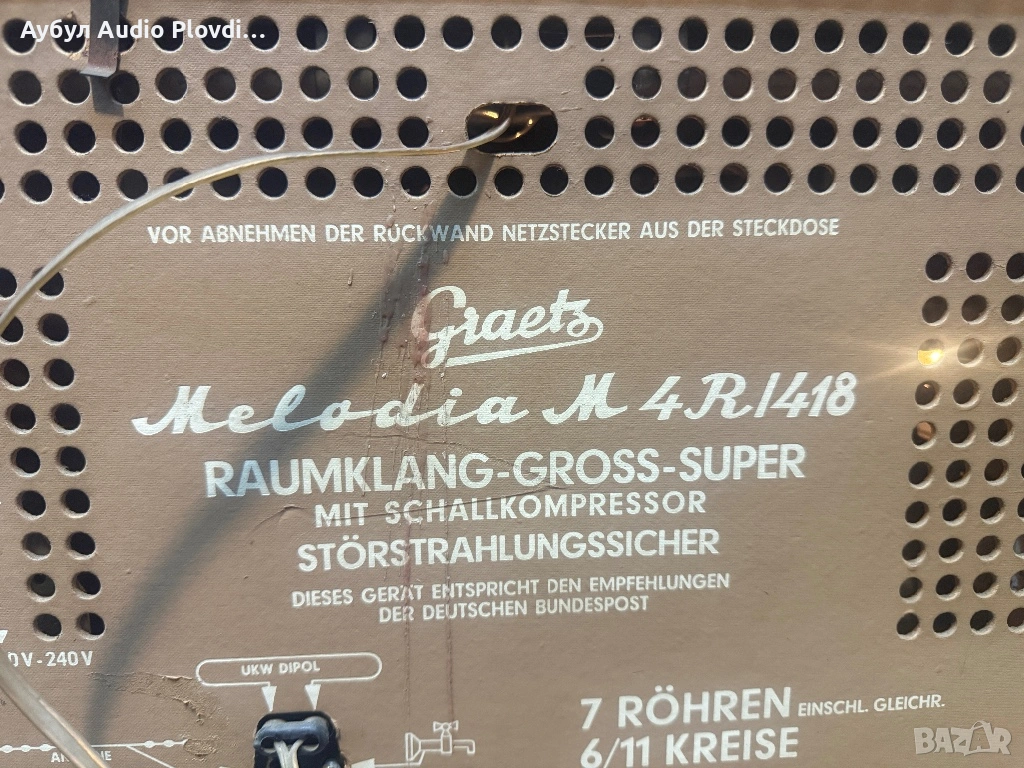 Аубул Audio Plovdi...
VOR ABNEHMEN DER RÜCKWAND NETZSTECKER AUS DER STECKDOSE
Graetz
Melodia M 4R/418
RAUMKLANG-GROSS-SUPER
MIT SCHALLKOMPRESSOR
STÖRSTRAHLUNGSSICHER
DIESES GERÄT ENTSPRICHT DEN EMPFEHLUNGEN
DER DEUTSCHEN BUNDESPOST
0V-240V
UKW DIPOL
7 RÖHREN EINSCHL. GLEICHR.
6/11 KREISE
BAZAR